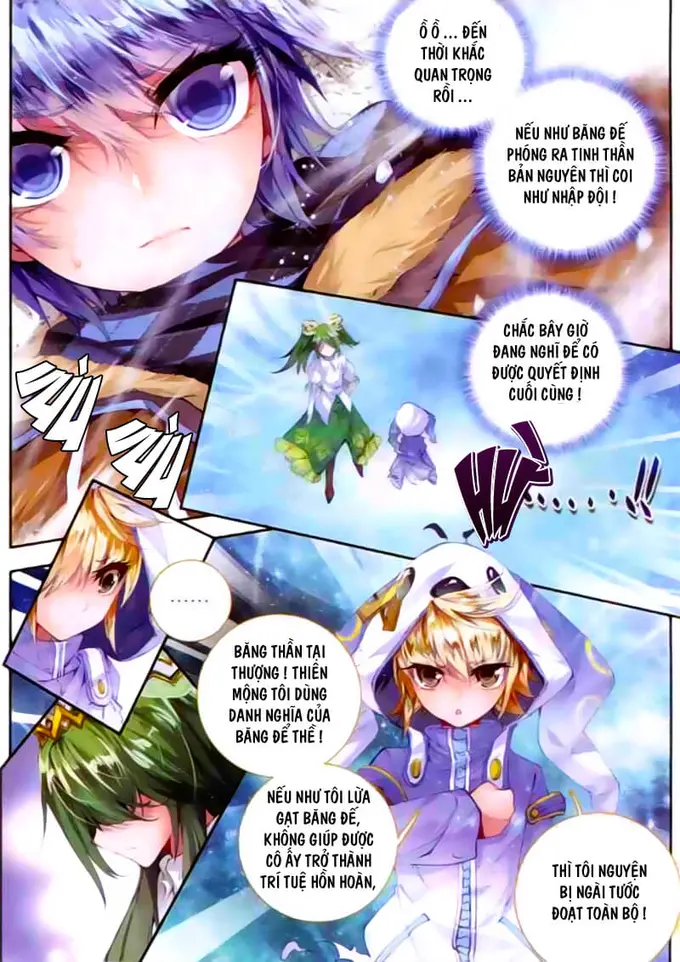 Ồ Ồ ... ĐẾN
THỜI KHẮC
QUAN TRỌNG
RỒI ...
NẾU NHƯ BĂNG ĐẾ
PHÓNG RA TINH THẦN
BẢN NGUYÊN THÌ COI
NHƯ NHẬP ĐỘI !
CHẮC BÂY GIỜ
ĐANG NGHĨ ĐỂ CÓ
ĐƯỢC QUYẾT ĐỊNH
CUỐI CÙNG !
VÚ Ú
VÚ Ú
HỪ.....!!
......
BĂNG THẦN TẠI
THƯỢNG ! THIÊN
MỘNG TÔI DÙNG
DANH NGHĨA CỦA
BĂNG ĐỂ THỀ !
NẾU NHƯ TÔI LỪA
GẠT BĂNG ĐẾ,
KHÔNG GIÚP ĐƯỢC
CÔ ẤY TRỞ THÀNH
TRÍ TUỆ HỒN HOÀN,
THÌ TÔI NGUYỆN
BỊ NGÀI TƯỚC
ĐOẠT TOÀN BỘ !